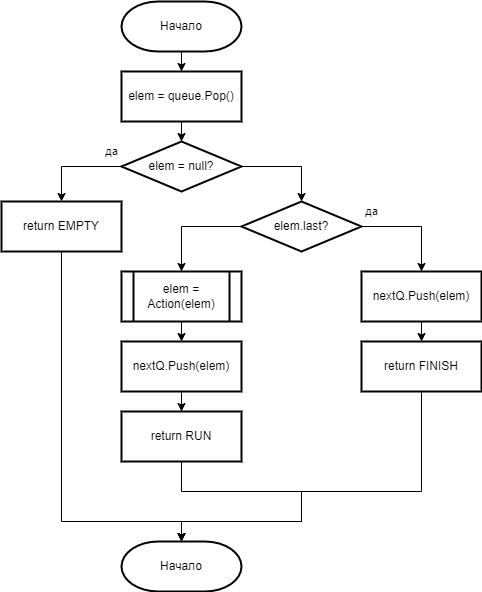 Начало
elem = queue.Pop()
да
elem = null?
return EMPTY
elem.last?
да
elem =
Action(elem)
nextQ.Push(elem)
nextQ.Push(elem)
return FINISH
return RUN
Начало